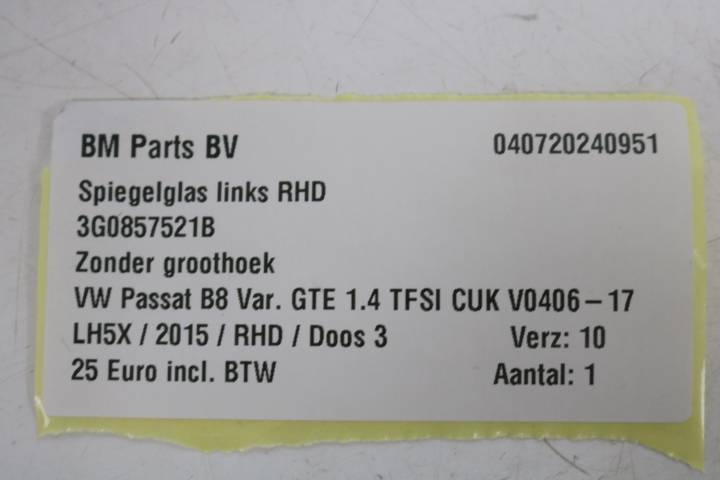 BM Parts BV 040720240951
Spiegelglas links RHD
3G0857521B
Zonder groothoek
VW Passat B8 Var. GTE 1.4 TFSI CUK V0406-17
LH5X / 2015 / RHD / Doos 3 Verz: 10
25 Euro incl. BTW Aantal: 1